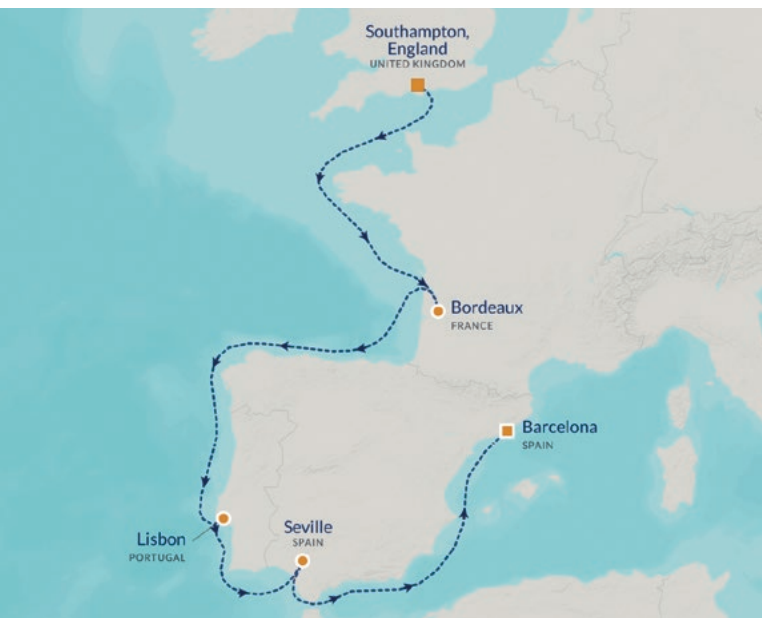 Southampton,
England
UNITED KINGDOM
Bordeaux
FRANCE
Barcelona
SPAIN
Seville
SPAIN
Lisbon
PORTUGAL